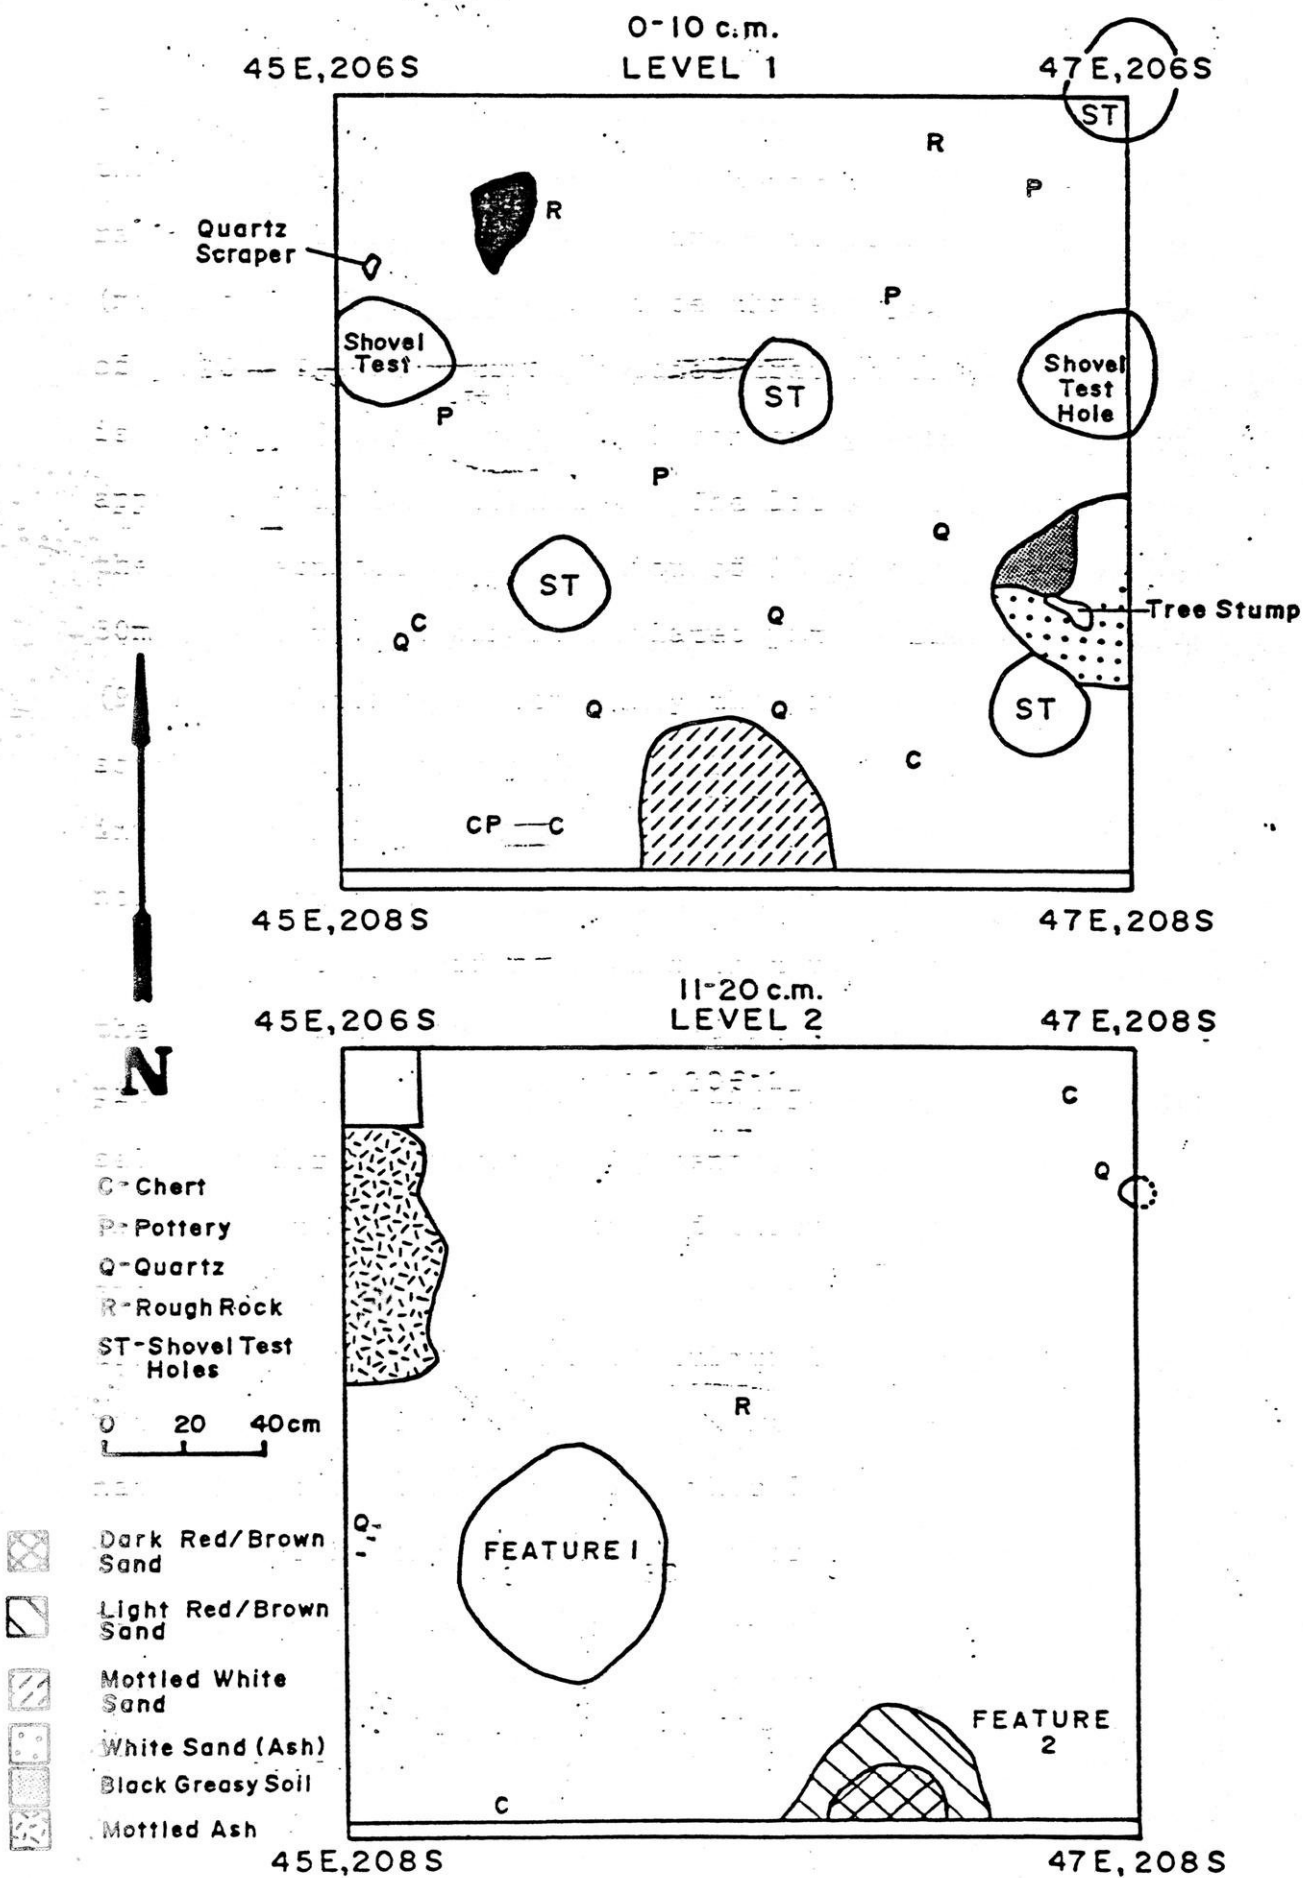 0-10 c.m.
45E,206S LEVEL 1 47E,206S
ST
R
P
R
Quartz
Scraper
P
Shovel
Test
ST
Shovel
Test
Hole
P
P
Q
ST
Q
C
Q
Tree Stump
Q
Q
ST
C
CP — C
45E,208S 47E,208S
11-20 c.m.
45E,206S LEVEL 2 47E,208S
N
C
Q
C-Chert
P-Pottery
Q-Quartz
R-Rough Rock
ST-Shovel Test
Holes
0 20 40cm
R
Q
FEATURE 1
Dark Red/Brown
Sand
Light Red/Brown
Sand
Mottled White
Sand
White Sand (Ash)
Black Greasy Soil
Mottled Ash
FEATURE
2
C
45E,208S 47E,208S